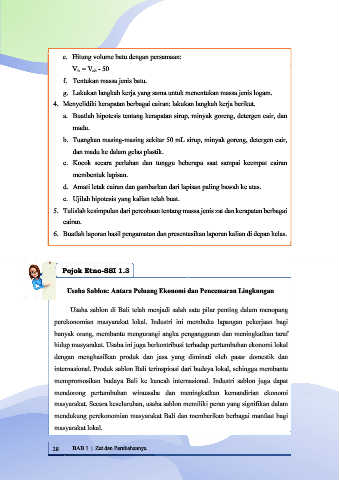 e. Hitung volume batu dengan persamaan:
f. Tentukan massa jenis batu.
g. Lakukan langkah kerja yang sama untuk menentukan massa jenis logam.
4. Menyelidiki kerapatan berbagai cairan; lakukan langkah kerja berikut.
a. Buatlah hipotesis tentang kerapatan sirup, minyak goreng, detergen cair, dan
madu.
b. Tuangkan masing-masing sekitar 50 mL sirup, minyak goreng, detergen cair,
dan madu ke dalam gelas plastik.
c. Kocok secara perlahan dan tunggu beberapa saat sampai keempat cairan
membentuk lapisan.
d. Amati letak cairan dan gambarkan dari lapisan paling bawah ke atas.
e. Ujilah hipotesis yang kalian telah buat.
5. Tulislah kesimpulan dari percobaan tentang massa jenis zat dan kerapatan berbagai
cairan.
6. Buatlah laporan hasil pengamatan dan presentasikan laporan kalian di depan kelas.
Pojok Etno-SSI 1.3
Usaha Sablon: Antara Peluang Ekonomi dan Pencemaran Lingkungan
Usaha sablon di Bali telah menjadi salah satu pilar penting dalam menopang
perekonomian masyarakat lokal. Industri ini membuka lapangan pekerjaan bagi
banyak orang, membantu mengurangi angka pengangguran dan meningkatkan taraf
hidup masyarakat. Usaha ini juga berkontribusi terhadap pertumbuhan ekonomi lokal
dengan menghasilkan produk dan jasa yang diminati oleh pasar domestik dan
internasional. Produk sablon Bali terinspirasi dari budaya lokal, sehingga membantu
mempromosikan budaya Bali ke kancah internasional. Industri sablon juga dapat
mendorong pertumbuhan wirausaha dan meningkatkan kemandirian ekonomi
masyarakat. Secara keseluruhan, usaha sablon memiliki peran yang signifikan dalam
mendukung perekonomian masyarakat Bali dan memberikan berbagai manfaat bagi
masyarakat lokal.
BAB 1 | Zat dan Perubahannya